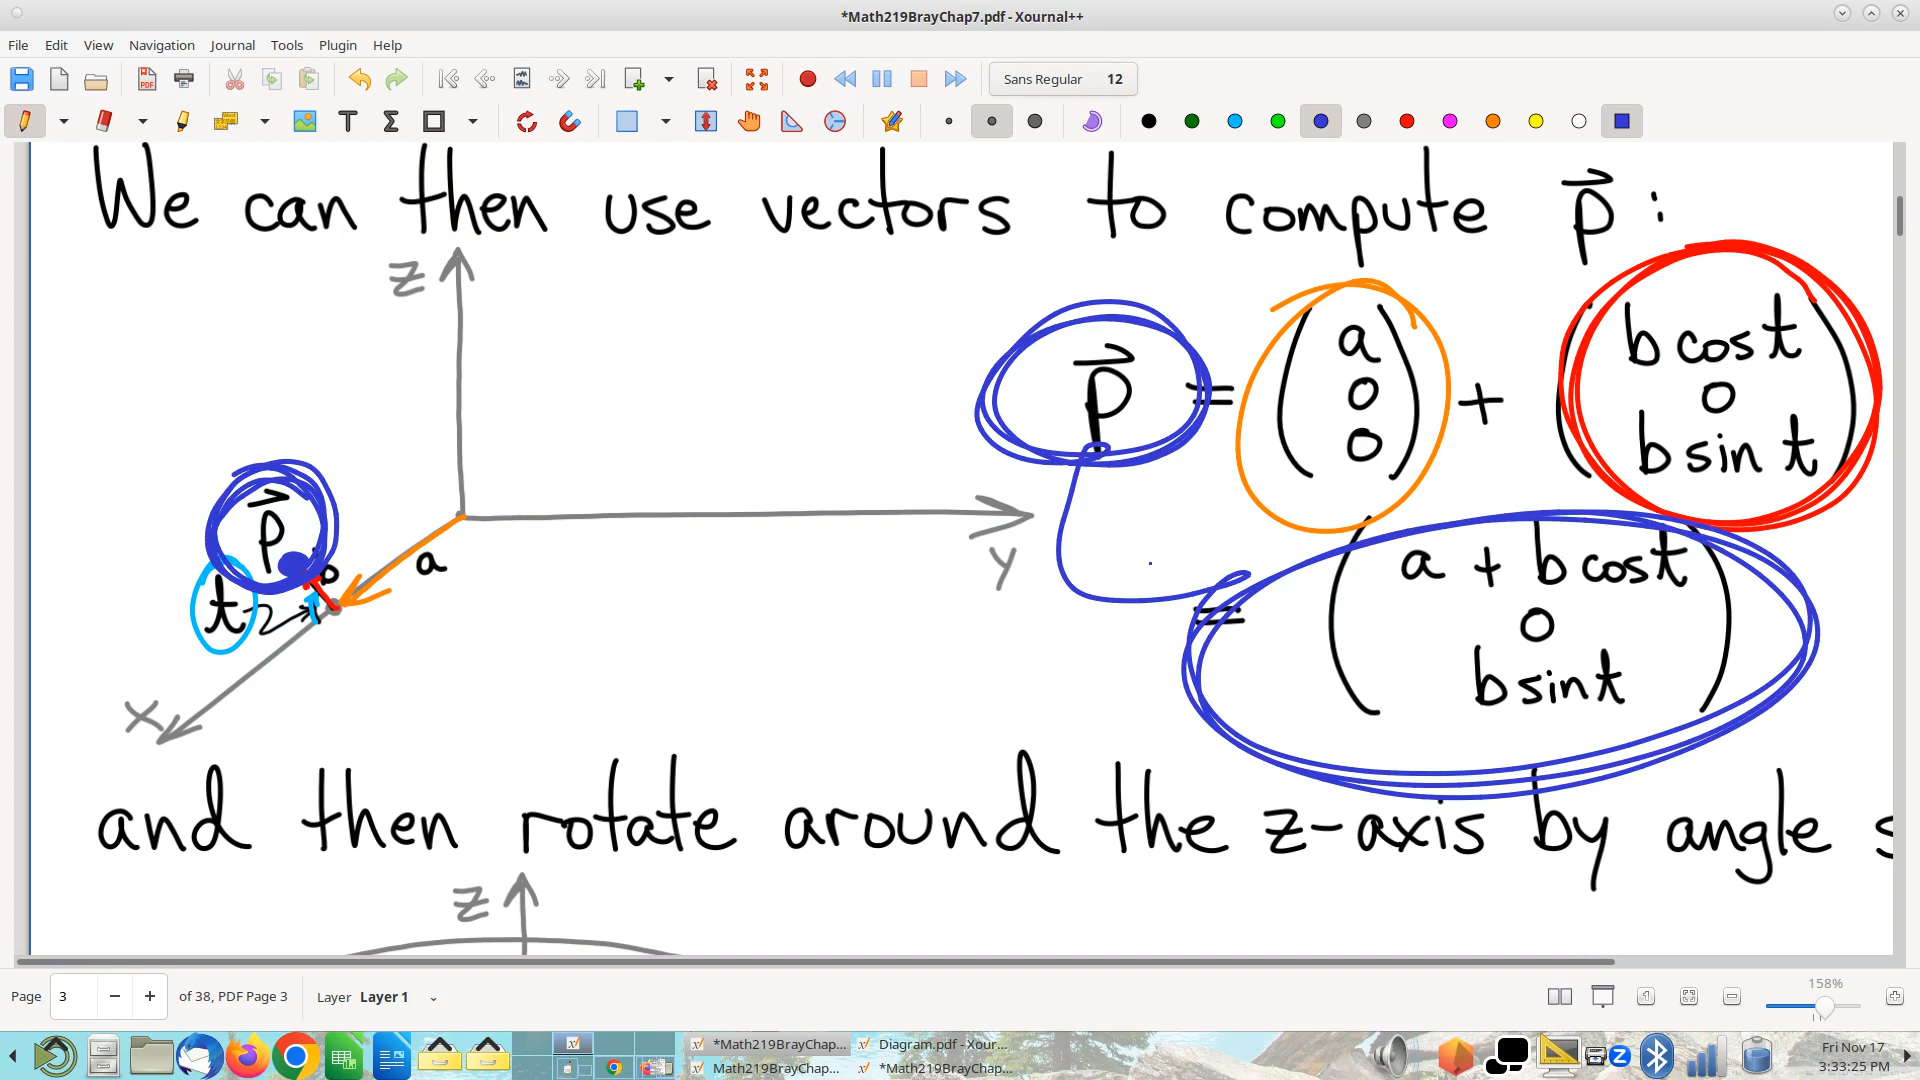 *Math219BrayChap7.pdf - Xournal++
File Edit View Navigation Journal Tools Plugin Help
Sans Regular 12
We can then use vectors to compute p⃗ :
z
p⃗ = (a 0 0) + (b cos t 0 b sin t)
p⃗
b a y
t
= (a + b cos t 0 b sin t)
x
and then rotate around the z-axis by angle s
z
158%
Page 3 of 38, PDF Page 3 Layer Layer 1
*Math219BrayChap... Diagram.pdf - Xour...
Math219BrayChap... *Math219BrayChap...
Fri Nov 17
3:33:25 PM